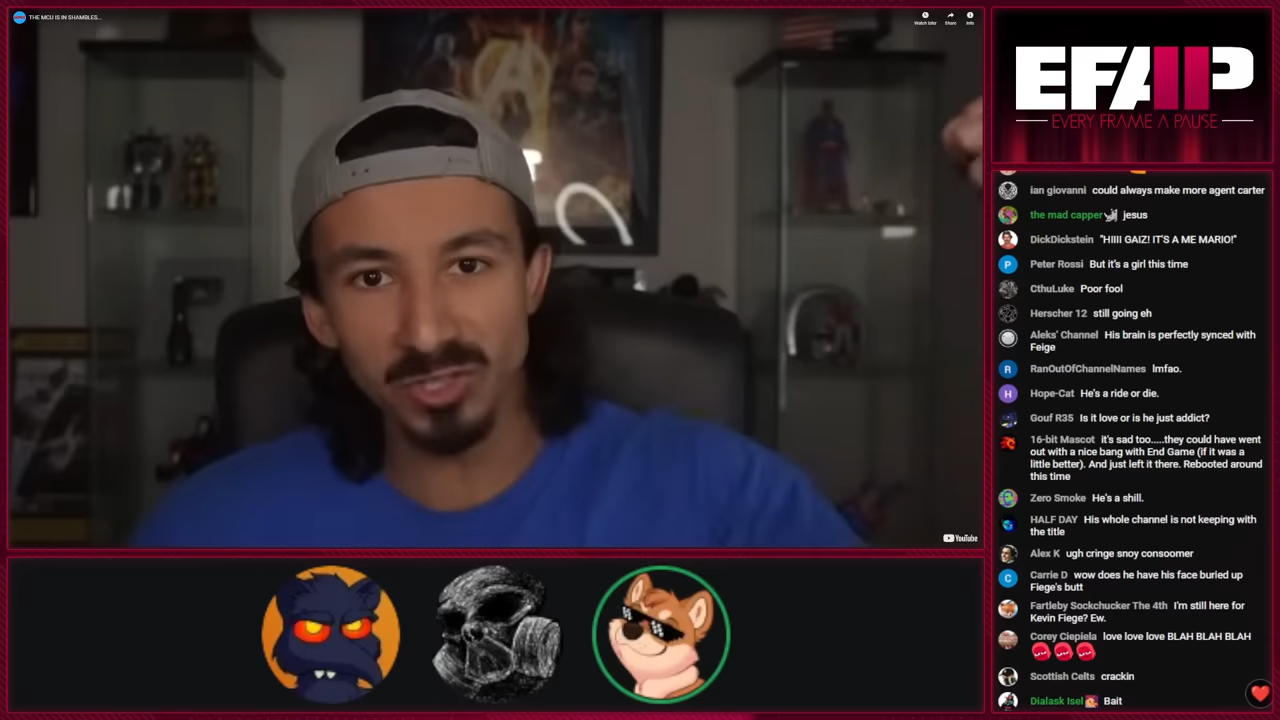 THE MCU IS IN SHAMBLES...
Watch later
Share
Info
YouTube
EFAP
EVERY FRAME A PAUSE
ian giovanni could always make more agent carter
the mad capper jesus
DickDickstein "HIIII GAIZ! IT'S A ME MARIO!"
P Peter Rossi But it's a girl this time
CthuLuke Poor fool
Herscher 12 still going eh
Aleks' Channel His brain is perfectly synced with
Feige
R RanOutOfChannelNames lmfao.
H Hope-Cat He's a ride or die.
Gouf R35 Is it love or is he just addict?
16-bit Mascot it's sad too.....they could have went
out with a nice bang with End Game (if it was a
little better). And just left it there. Rebooted around
this time
Zero Smoke He's a shill.
HALF DAY His whole channel is not keeping with
the title
Alex K ugh cringe snoy consoomer
C Carrie D wow does he have his face buried up
Fiege's butt
Fartleby Sockchucker The 4th I'm still here for
Kevin Fiege? Ew.
Corey Ciepiela love love love BLAH BLAH BLAH
Scottish Celts crackin
Dialask Isel Bait